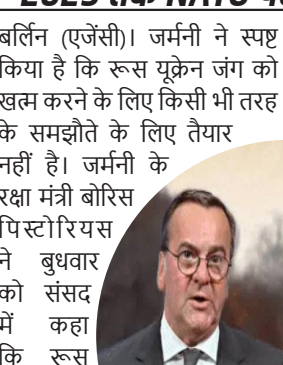 बर्लिन (एजेंसी)। जर्मनी ने स्पष्ट
किया है कि रूस यूक्रेन जंग को
खत्म करने के लिए किसी भी तरह
के समझौते के लिए तैयार
नहीं है। जर्मनी के
रक्षा मंत्री बोरिस
पिस्टोरियस
ने बुधवार
को संसद
में कहा
कि रूस